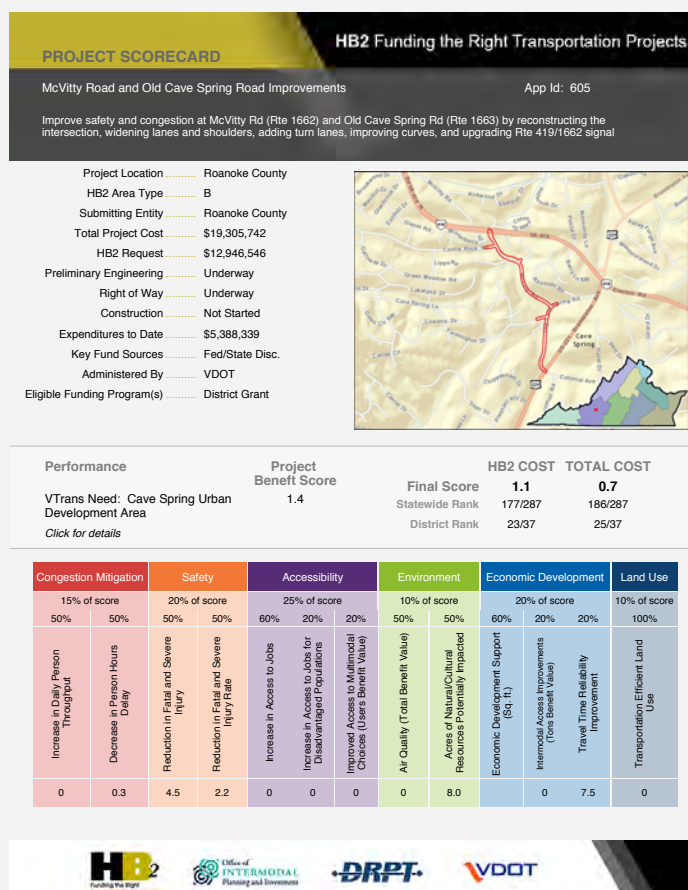 HB2 Funding the Right Transportation Projects
PROJECT SCORECARD
McVitty Road and Old Cave Spring Road Improvements App Id: 605
Improve safety and congestion at McVitty Rd (Rte 1662) and Old Cave Spring Rd (Rte 1663) by reconstructing the
intersection, widening lanes and shoulders, adding turn lanes, improving curves, and upgrading Rte 419/1662 signal
Project Location .......... Roanoke County
HB2 Area Type .......... B
Submitting Entity .......... Roanoke County
Total Project Cost .......... $19,305,742
HB2 Request .......... $12,946,546
Preliminary Engineering .......... Underway
Right of Way .......... Underway
Construction .......... Not Started
Expenditures to Date .......... $5,388,339
Key Fund Sources .......... Fed/State Disc.
Administered By .......... VDOT
Eligible Funding Program(s) .......... District Grant
Cave
Spring
Performance
Project
Beneft Score
HB2 COST TOTAL COST
VTrans Need: Cave Spring Urban
Development Area
1.4
Final Score 1.1 0.7
Statewide Rank 177/287 186/287
District Rank 23/37 25/37
Click for details
Congestion Mitigation Safety Accessibility Environment Economic Development Land Use
15% of score 20% of score 25% of score 10% of score 20% of score 10% of score
50% 50% 50% 50% 60% 20% 20% 50% 50% 60% 20% 20% 100%
Increase in Daily Person
Throughput
Decrease in Person Hours
Delay
Reduction in Fatal and Severe
Injury
Reduction in Fatal and Severe
Injury Rate
Increase in Access to Jobs
Increase in Access to Jobs for
Disadvantaged Populations
Improved Access to Multimodal
Choices (Users Benefit Value)
Air Quality (Total Benefit Value)
Acres of Natural/Cultural
Resources Potentially Impacted
Economic Development Support
(Sq. ft.)
Intermodal Access Improvements
(Tons Benefit Value)
Travel Time Reliability
Improvement
Transportation Efficient Land
Use
0 0.3 4.5 2.2 0 0 0 0 8.0 0 7.5 0
HB2
Funding the Right
Office of
INTERMODAL
Planning and Investment
DRPT
VDOT